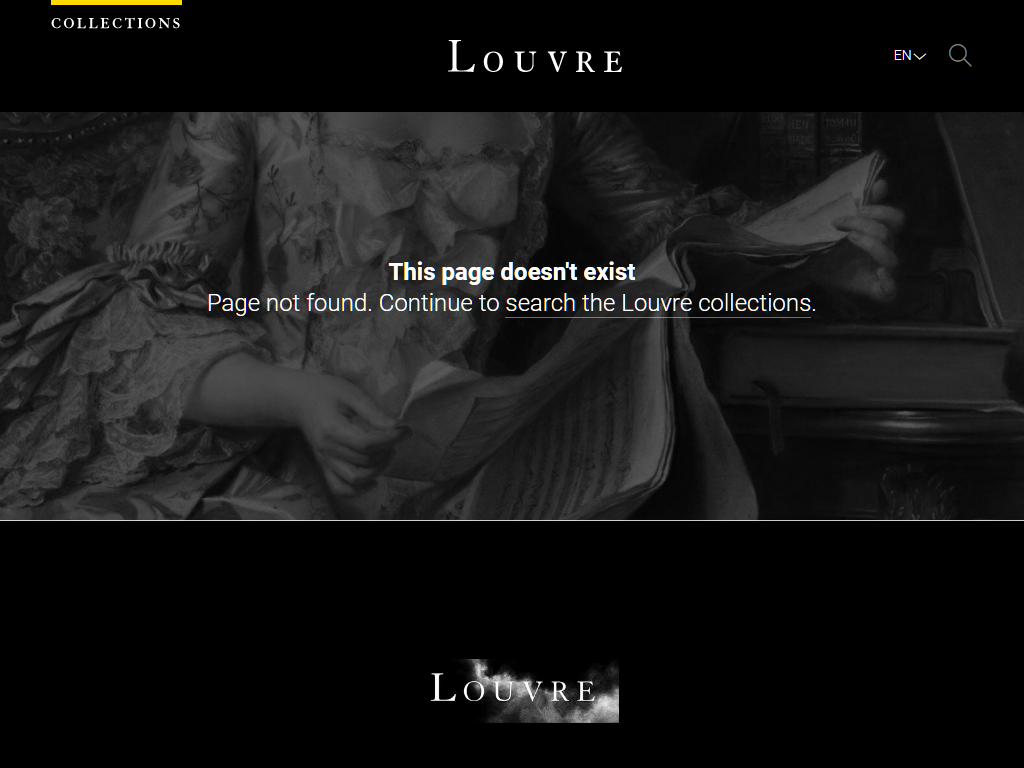 COLLECTIONS
LOUVRE
EN
This page doesn't exist
Page not found. Continue to search the Louvre collections.
LOUVRE